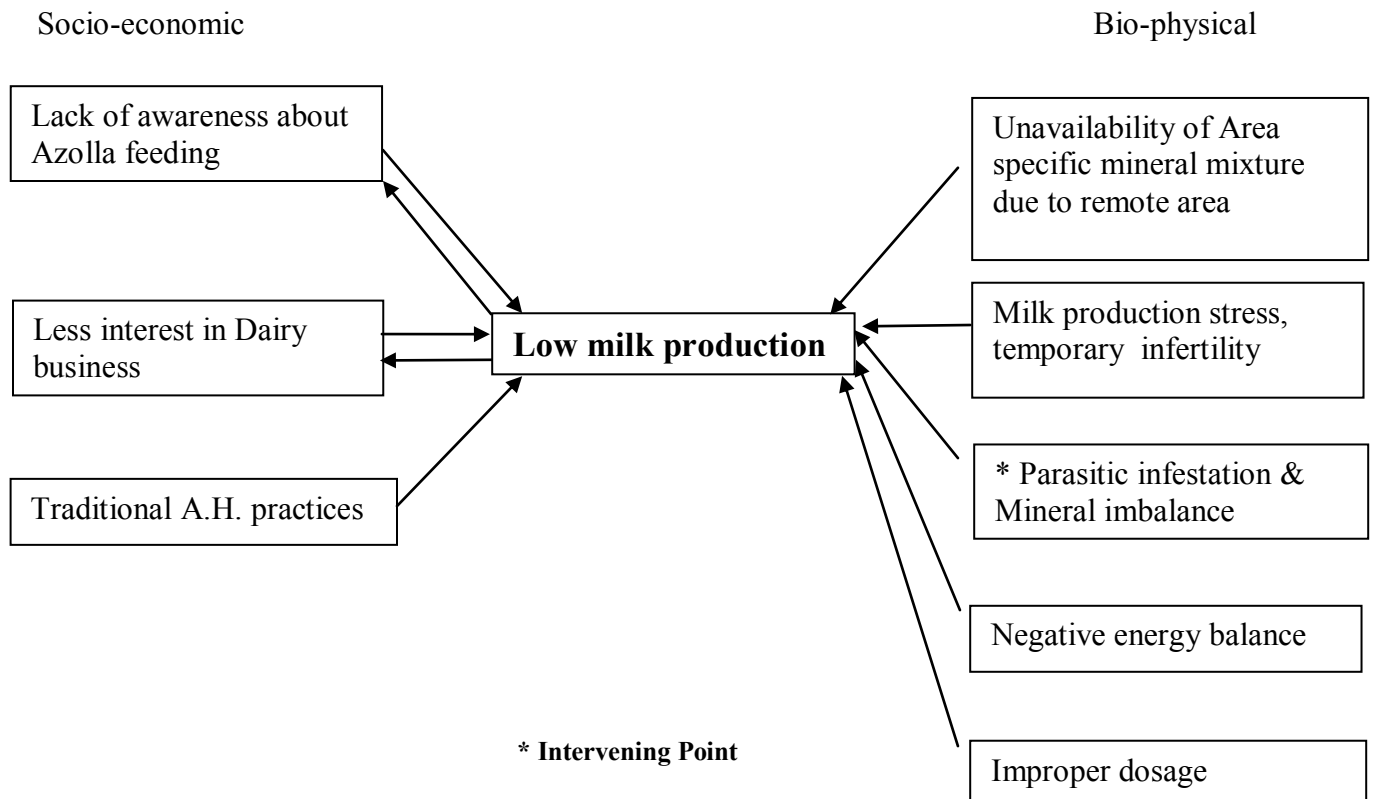 Socio-economic
Bio-physical
Lack of awareness about
Azolla feeding
Unavailability of Area
specific mineral mixture
due to remote area
Less interest in Dairy
business
Low milk production
Milk production stress,
temporary infertility
Traditional A.H. practices
* Parasitic infestation &
Mineral imbalance
Negative energy balance
* Intervening Point
Improper dosage